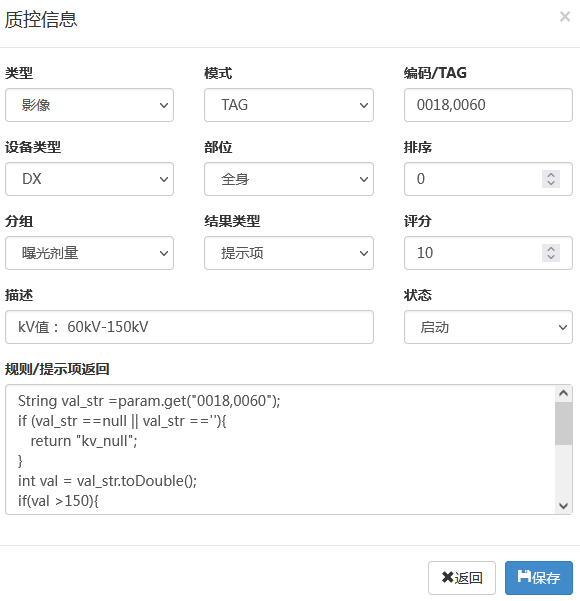 质控信息
×
类型 模式 编码/TAG
影像 TAG 0018,0060
设备类型 部位 排序
DX 全身 0
分组 结果类型 评分
曝光剂量 提示项 10
描述 状态
kV值： 60kV-150kV 启动
规则/提示项返回
String val_str =param.get("0018,0060");
if (val_str ==null || val_str ==''){
return "kv_null";
}
int val = val_str.toDouble();
if(val >150){
返回 保存